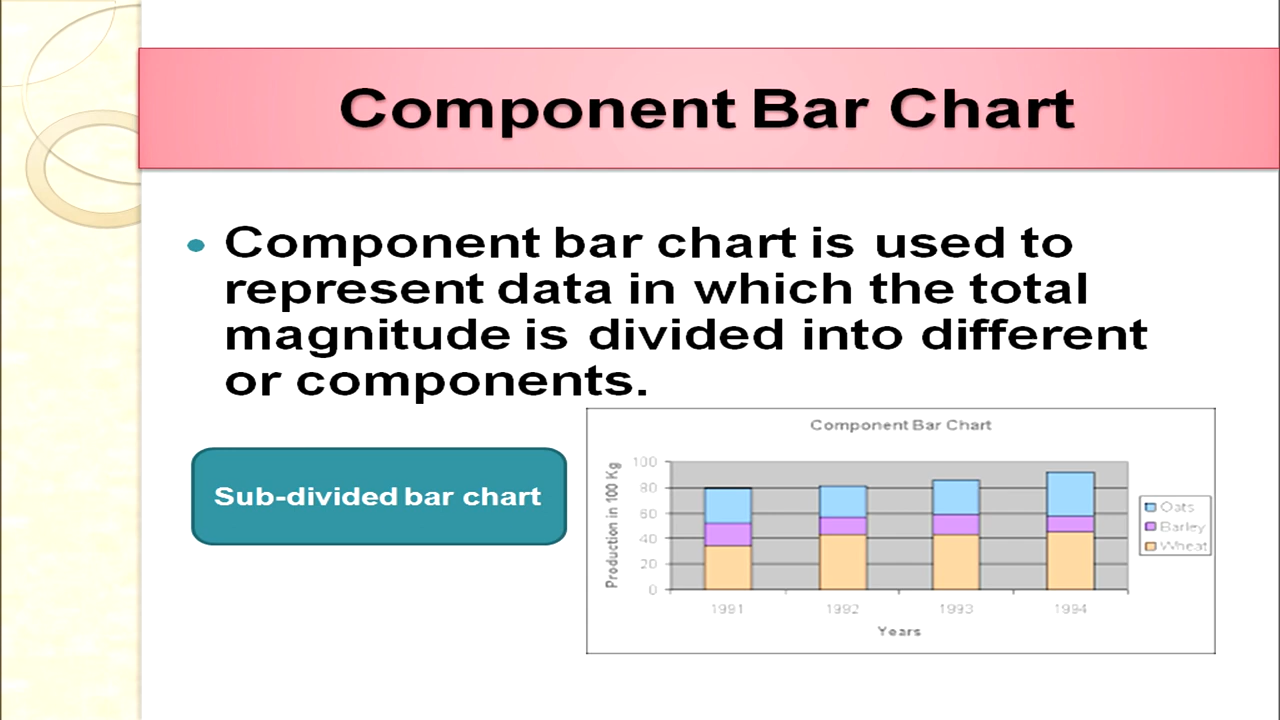 Component Bar Chart
• Component bar chart is used to
represent data in which the total
magnitude is divided into different
or components.
Sub-divided bar chart
Component Bar Chart
Production in 100 Kg
100
80
60
40
20
0
1991 1992 1993 1994
Years
Oats
Barley
Wheat